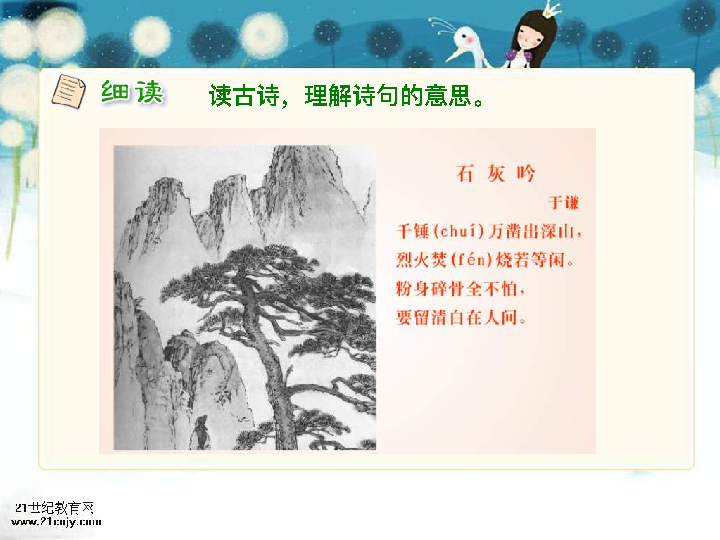 细读 读古诗，理解诗句的意思。
石灰吟
于谦
千锤(chuí)万凿出深山，
烈火焚(fén)烧若等闲。
粉身碎骨全不怕，
要留清白在人间。
21世纪教育网
www.21cnjy.com